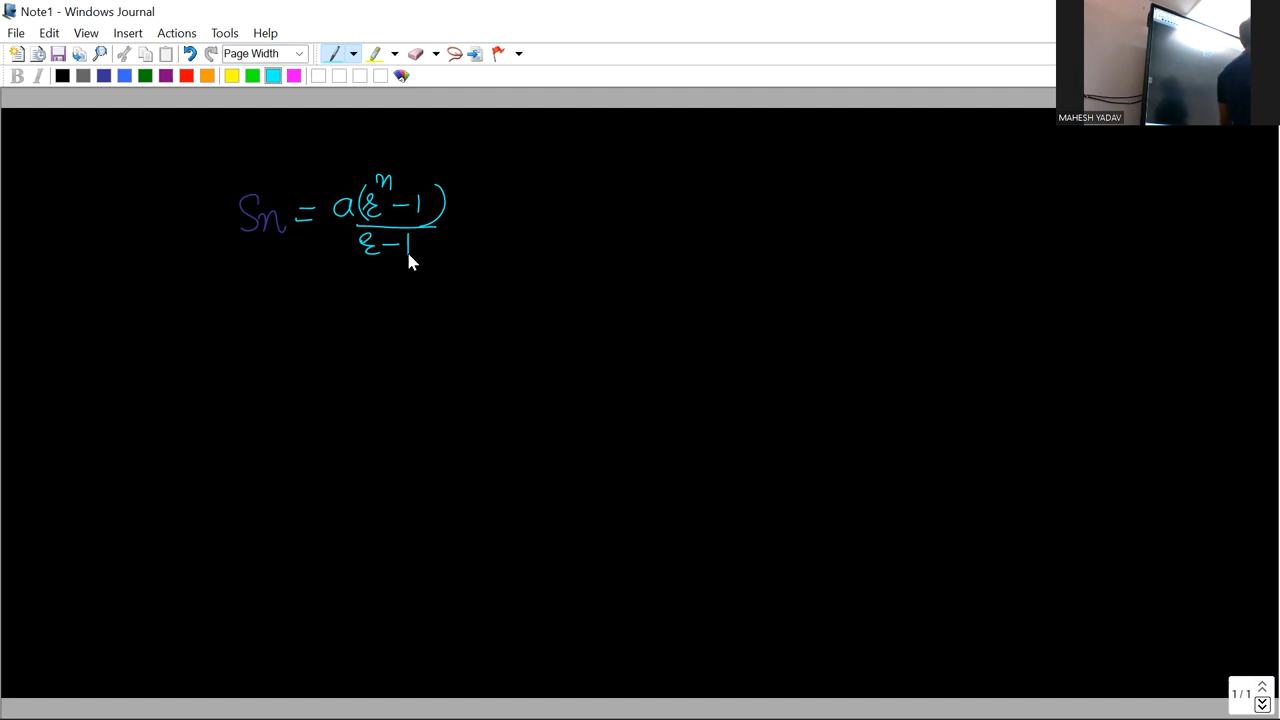 Note1 - Windows Journal
File Edit View Insert Actions Tools Help
Page Width
B I
MAHESH YADAV
Sn = a(r^n - 1) / (r - 1)
1 / 1